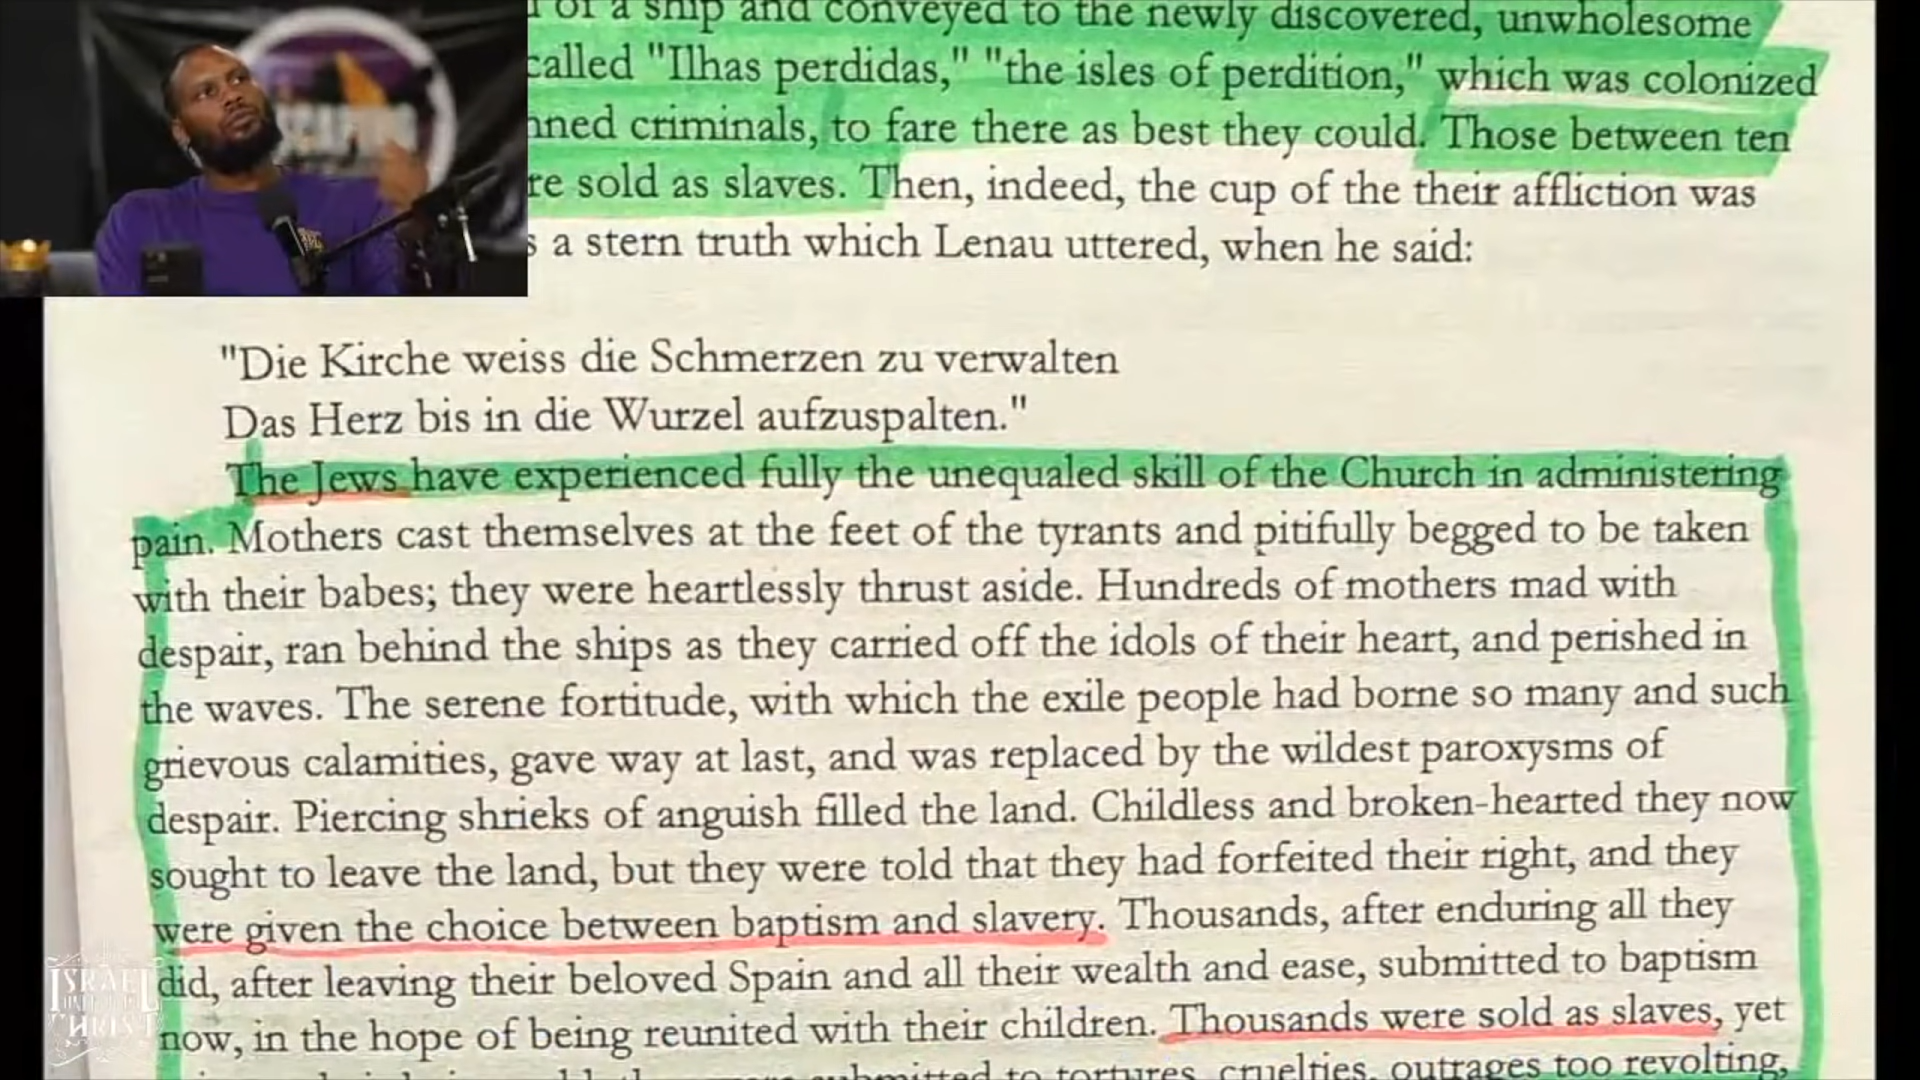 of a ship and conveyed to the newly discovered, unwholesome
called "Ilhas perdidas," "the isles of perdition," which was colonized
criminals, to fare there as best they could. Those between ten
sold as slaves. Then, indeed, the cup of the their affliction was
a stern truth which Lenau uttered, when he said:
"Die Kirche weiss die Schmerzen zu verwalten
Das Herz bis in die Wurzel aufzuspalten."
The Jews have experienced fully the unequaled skill of the Church in administering
pain. Mothers cast themselves at the feet of the tyrants and pitifully begged to be taken
with their babes; they were heartlessly thrust aside. Hundreds of mothers mad with
despair, ran behind the ships as they carried off the idols of their heart, and perished in
the waves. The serene fortitude, with which the exile people had borne so many and such
grievous calamities, gave way at last, and was replaced by the wildest paroxysms of
despair. Piercing shrieks of anguish filled the land. Childless and broken-hearted they now
sought to leave the land, but they were told that they had forfeited their right, and they
were given the choice between baptism and slavery. Thousands, after enduring all they
did, after leaving their beloved Spain and all their wealth and ease, submitted to baptism
now, in the hope of being reunited with their children. Thousands were sold as slaves, yet
submitted to tortures, cruelties, outrages too revolting,
ISRAEL
UNITED IN
CHRIST